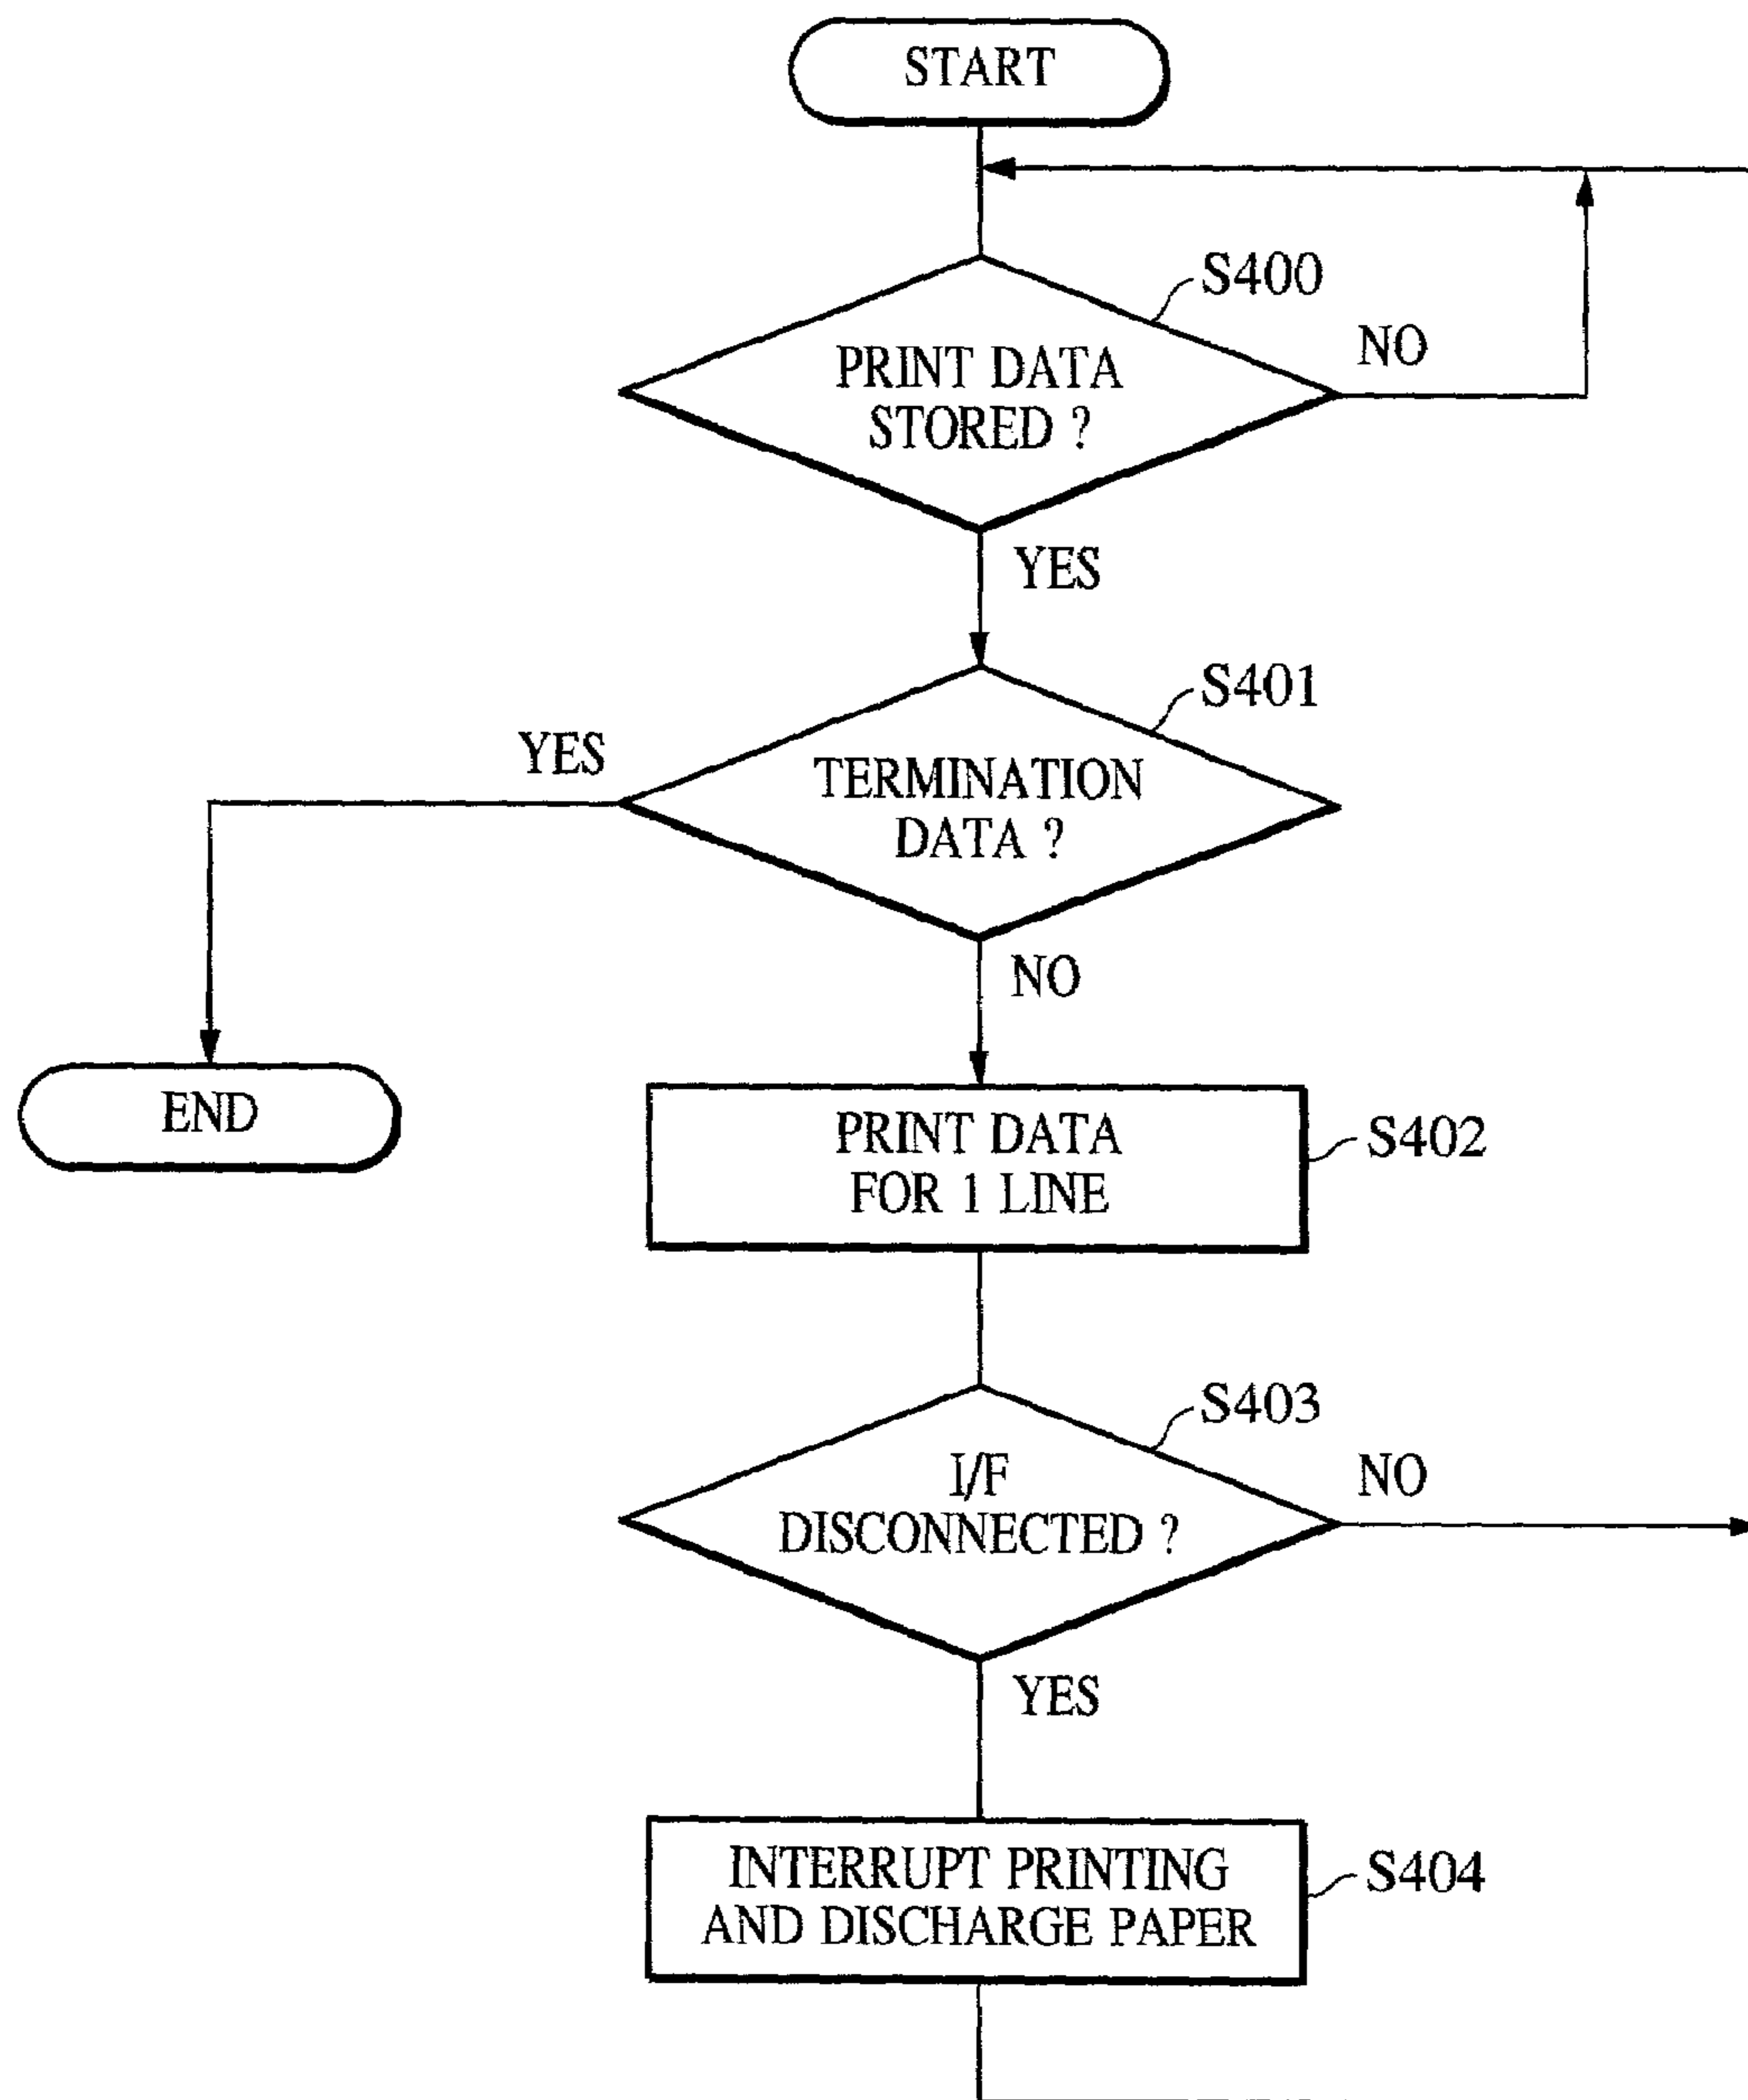 START
S400
PRINT DATA
STORED ?
NO
YES
S401
YES
TERMINATION
DATA ?
NO
END
PRINT DATA
FOR 1 LINE
S402
S403
I/F
DISCONNECTED ?
NO
YES
INTERRUPT PRINTING
AND DISCHARGE PAPER
S404